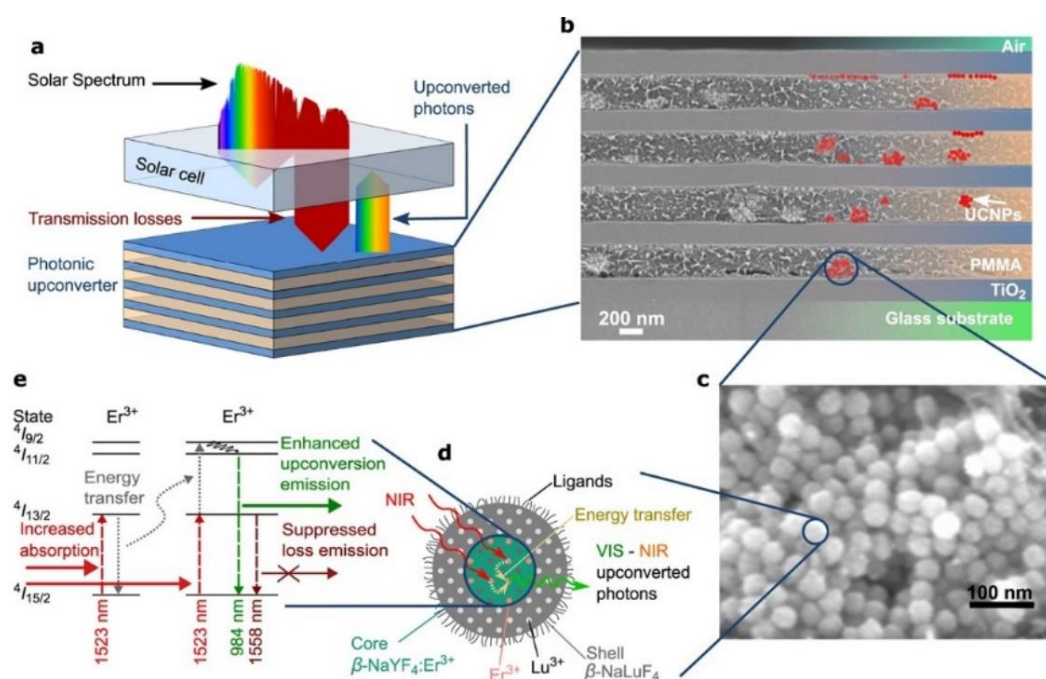 a
Solar Spectrum
Upconverted
photons
Solar cell
Transmission losses
Photonic
upconverter
b
Air
UCNPs
PMMA
TiO₂
200 nm
Glass substrate
c
100 nm
d
Ligands
NIR
Energy transfer
VIS - NIR
upconverted
photons
Core
β-NaYF₄:Er³⁺
Er³⁺
Lu³⁺
Shell
β-NaLuF₄
e
State
Er³⁺
Er³⁺
⁴I₉/₂
⁴I₁₁/₂
Enhanced
upconversion
emission
Energy
transfer
⁴I₁₃/₂
Increased
absorption
Suppressed
loss emission
⁴I₁₅/₂
1523 nm
1523 nm
984 nm
1558 nm